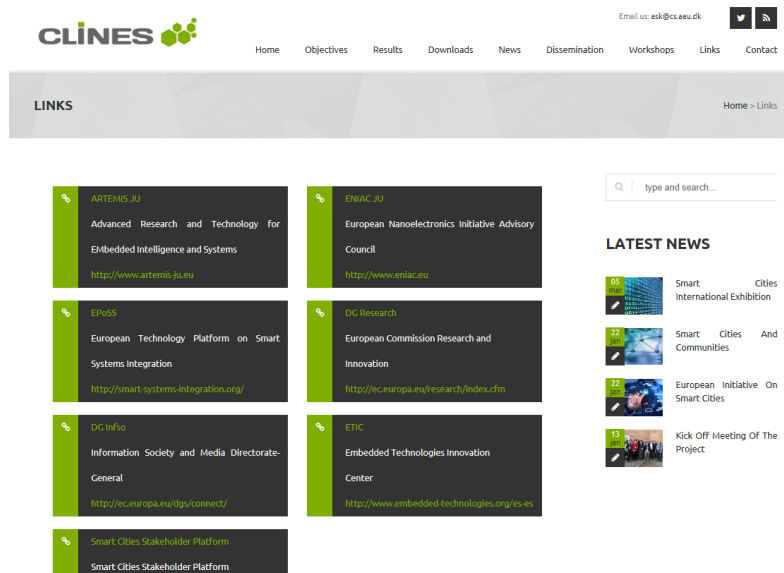 Email us: ask@cs.aau.dk
CLINES
Home Objectives Results Downloads News Dissemination Workshops Links Contact
LINKS
Home > Links
ARTEMIS JU
Advanced Research and Technology for
EMbedded Intelligence and Systems
http://www.artemis-ju.eu
ENIAC JU
European Nanoelectronics Initiative Advisory
Council
http://www.eniac.eu
EPoSS
European Technology Platform on Smart
Systems Integration
http://smart-systems-integration.org/
DG Research
European Commission Research and
Innovation
http://ec.europa.eu/research/index.cfm
DG Infso
Information Society and Media Directorate-
General
http://ec.europa.eu/dgs/connect/
ETIC
Embedded Technologies Innovation
Center
http://www.embedded-technologies.org/es-es
Smart Cities Stakeholder Platform
Smart Cities Stakeholder Platform
type and search...
LATEST NEWS
05
mar
Smart Cities
International Exhibition
22
jan
Smart Cities And
Communities
22
jan
European Initiative On
Smart Cities
13
jan
Kick Off Meeting Of The
Project